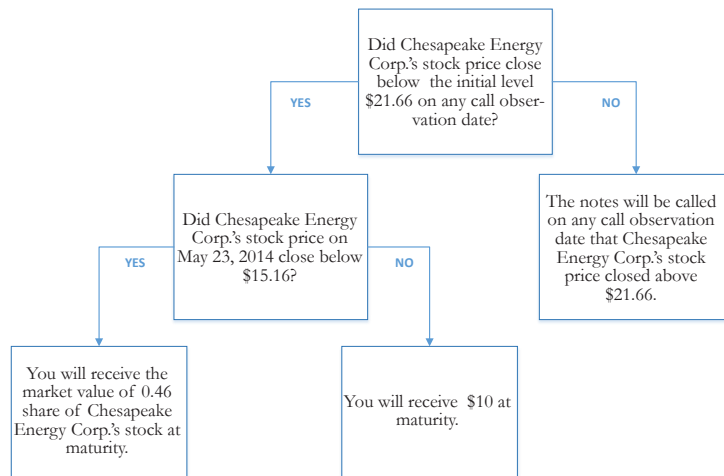 Did Chesapeake Energy
Corp.'s stock price close
below the initial level
$21.66 on any call obser-
vation date?
YES
NO
Did Chesapeake Energy
Corp.'s stock price on
May 23, 2014 close below
$15.16?
The notes will be called
on any call observation
date that Chesapeake
Energy Corp.'s stock
price closed above
$21.66.
YES
NO
You will receive the
market value of 0.46
share of Chesapeake
Energy Corp.'s stock at
maturity.
You will receive $10 at
maturity.